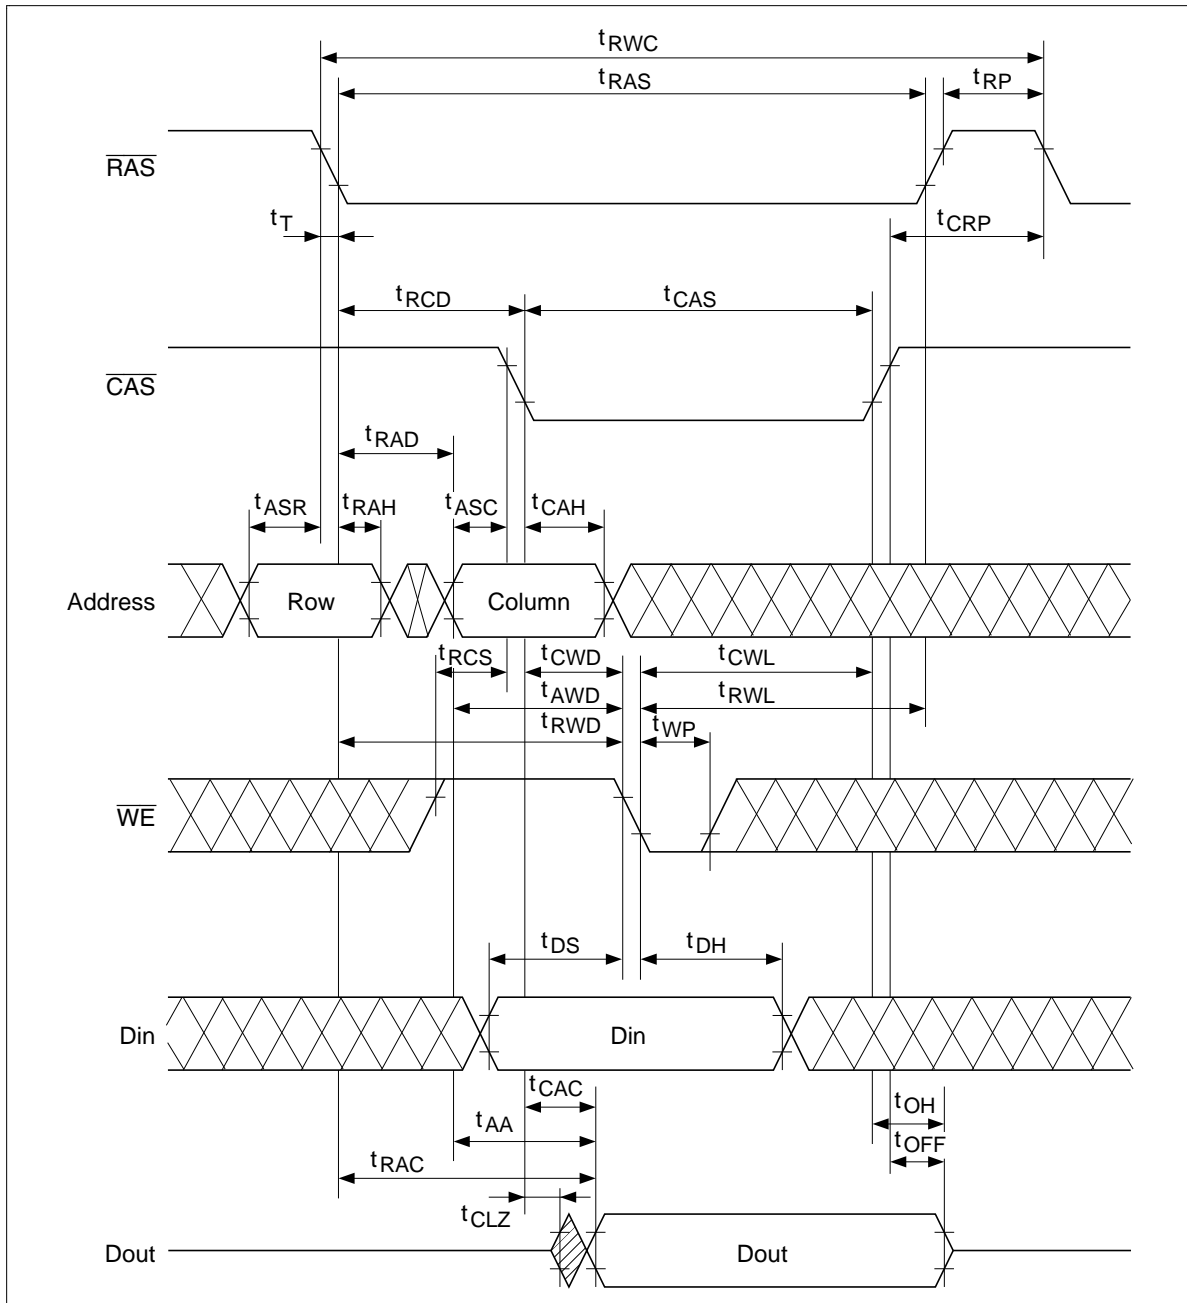 tRWC
tRAS
tRP
RAS
tT
tCRP
tRCD
tCAS
CAS
tRAD
tASR
tRAH
tASC
tCAH
Address
Row
Column
tRCS
tCWD
tCWL
tAWD
tRWL
tRWD
tWP
WE
tDS
tDH
Din
Din
tCAC
tOH
tAA
tOFF
tRAC
tCLZ
Dout
Dout